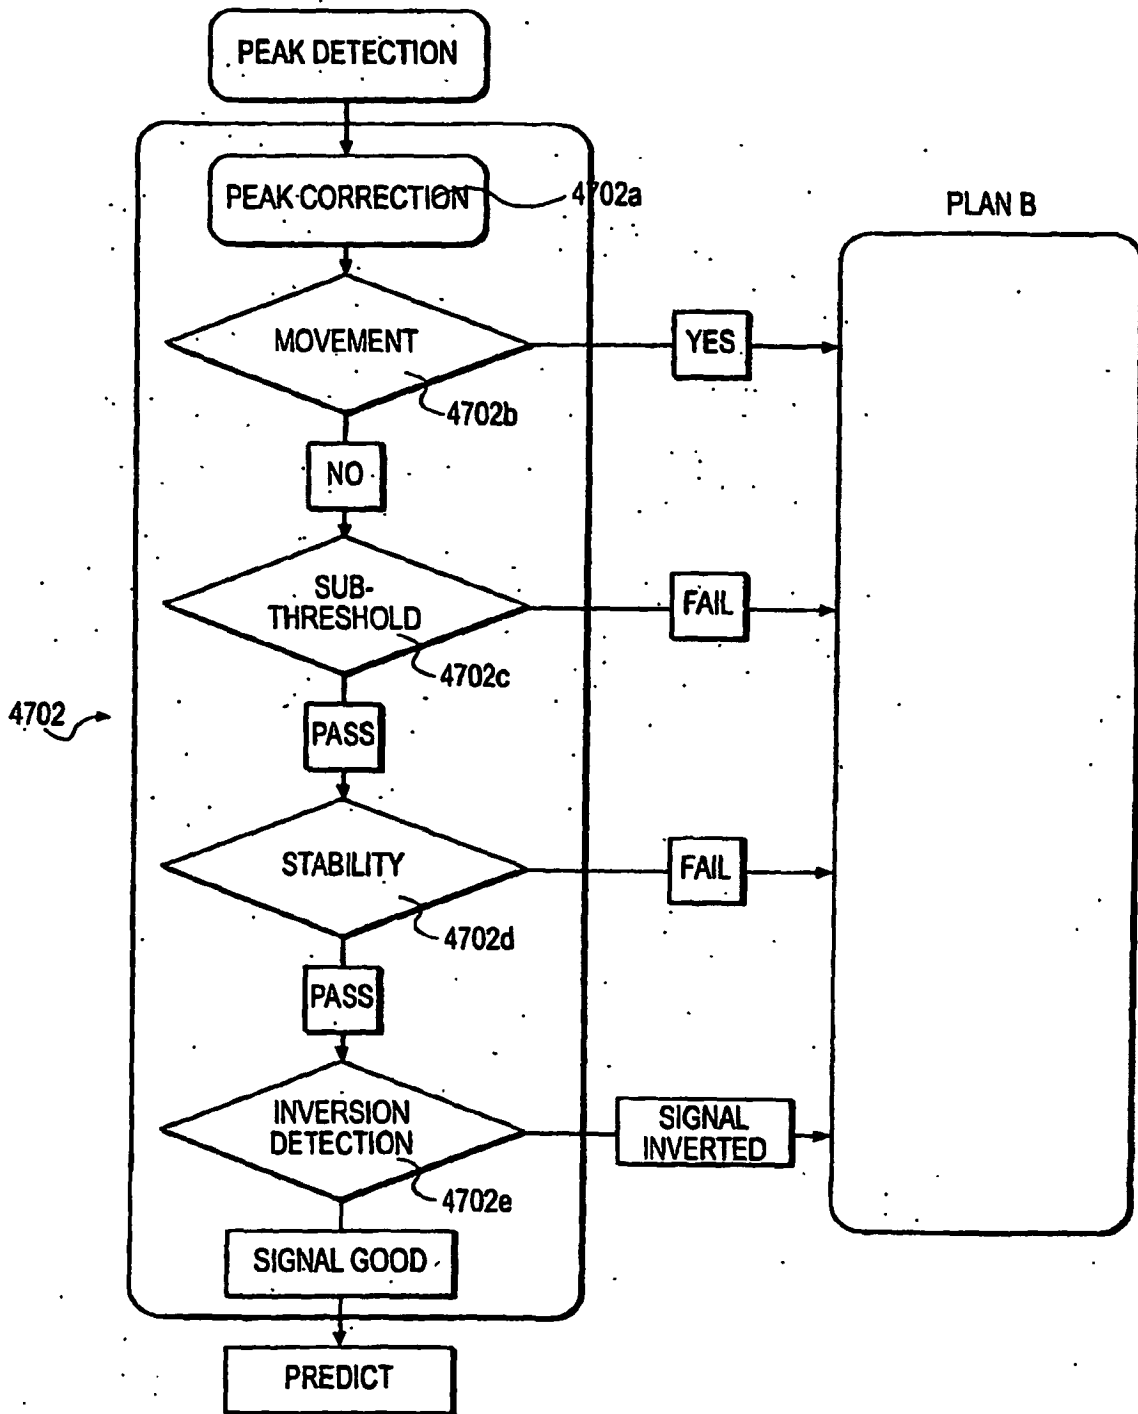 PEAK DETECTION
PEAK CORRECTION
4702a
PLAN B
MOVEMENT
YES
4702b
NO
SUB-
THRESHOLD
FAIL
4702c
4702
PASS
STABILITY
FAIL
4702d
PASS
INVERSION
DETECTION
SIGNAL
INVERTED
4702e
SIGNAL GOOD
PREDICT